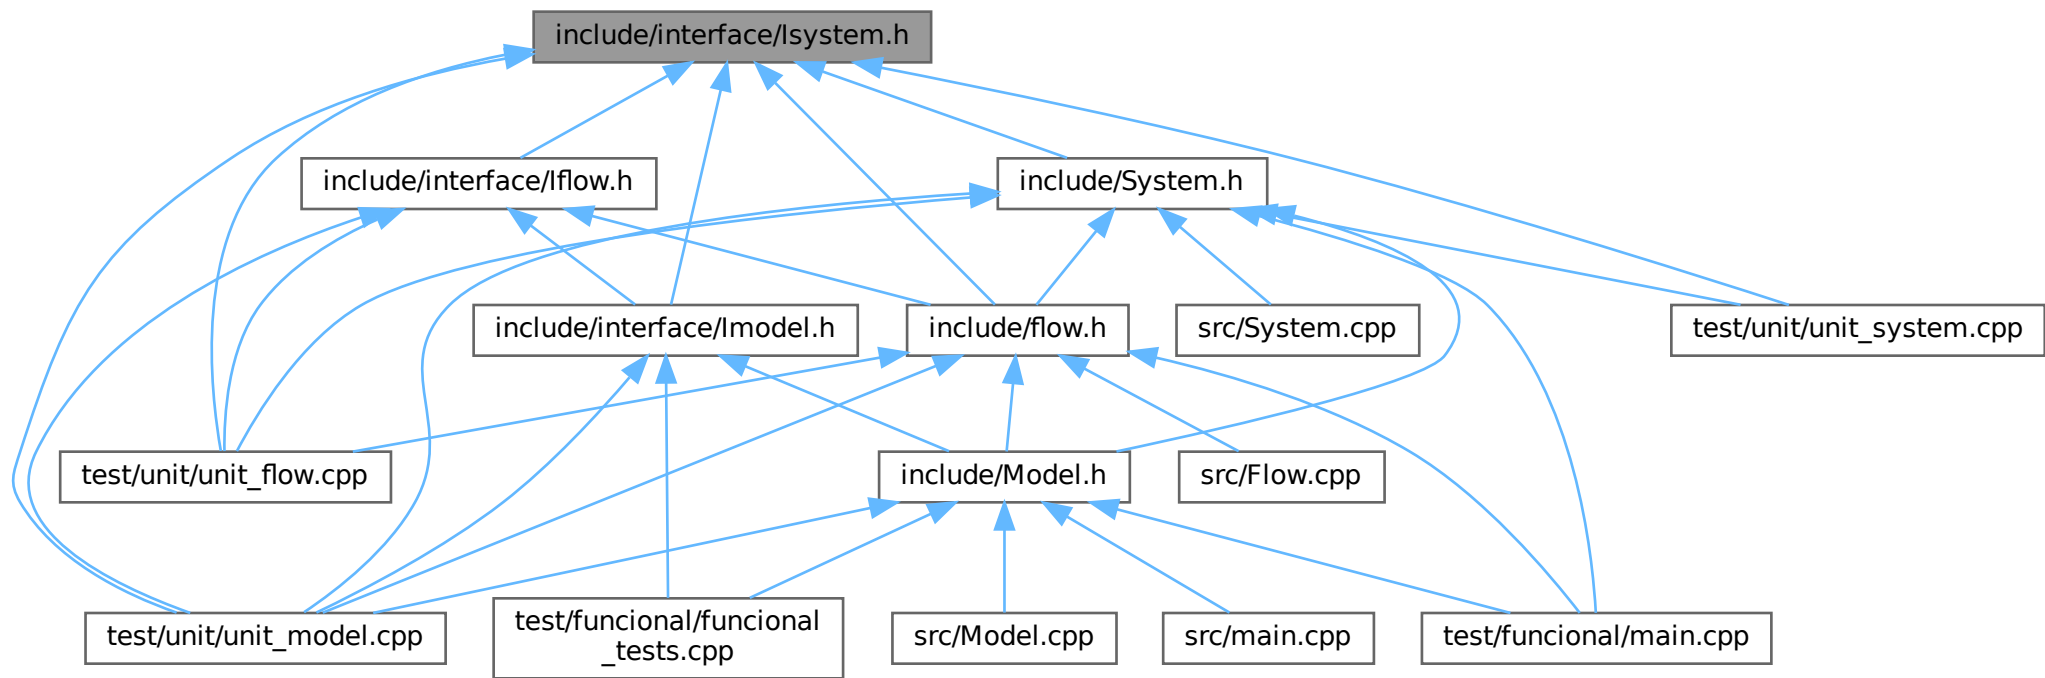 include/interface/Isystem.h
include/interface/Iflow.h
include/System.h
include/interface/Imodel.h
include/flow.h
src/System.cpp
test/unit/unit_system.cpp
test/unit/unit_flow.cpp
include/Model.h
src/Flow.cpp
test/unit/unit_model.cpp
test/funcional/funcional
_tests.cpp
src/Model.cpp
src/main.cpp
test/funcional/main.cpp